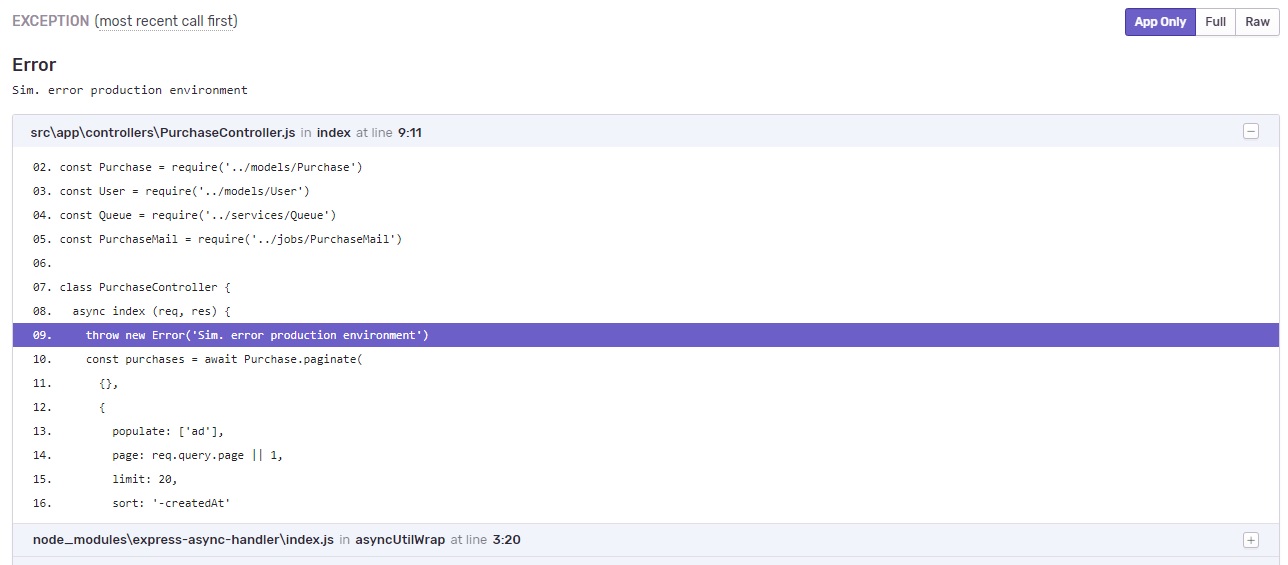 EXCEPTION (most recent call first)
App Only Full Raw
Error
Sim. error production environment
src\app\controllers\PurchaseController.js in index at line 9:11
02. const Purchase = require('../models/Purchase')
03. const User = require('../models/User')
04. const Queue = require('../services/Queue')
05. const PurchaseMail = require('../jobs/PurchaseMail')
06.
07. class PurchaseController {
08.   async index (req, res) {
09.     throw new Error('Sim. error production environment')
10.     const purchases = await Purchase.paginate(
11.       {},
12.       {
13.         populate: ['ad'],
14.         page: req.query.page || 1,
15.         limit: 20,
16.         sort: '-createdAt'
node_modules\express-async-handler\index.js in asyncUtilWrap at line 3:20